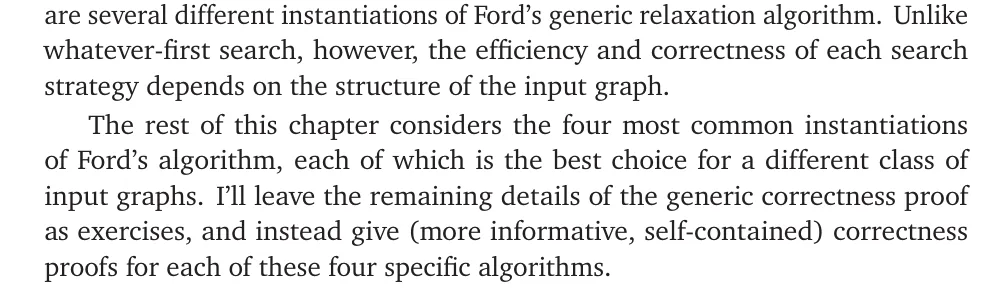 are several different instantiations of Ford’s generic relaxation algorithm. Unlike
whatever-first search, however, the efficiency and correctness of each search
strategy depends on the structure of the input graph.
The rest of this chapter considers the four most common instantiations
of Ford’s algorithm, each of which is the best choice for a different class of
input graphs. I’ll leave the remaining details of the generic correctness proof
as exercises, and instead give (more informative, self-contained) correctness
proofs for each of these four specific algorithms.